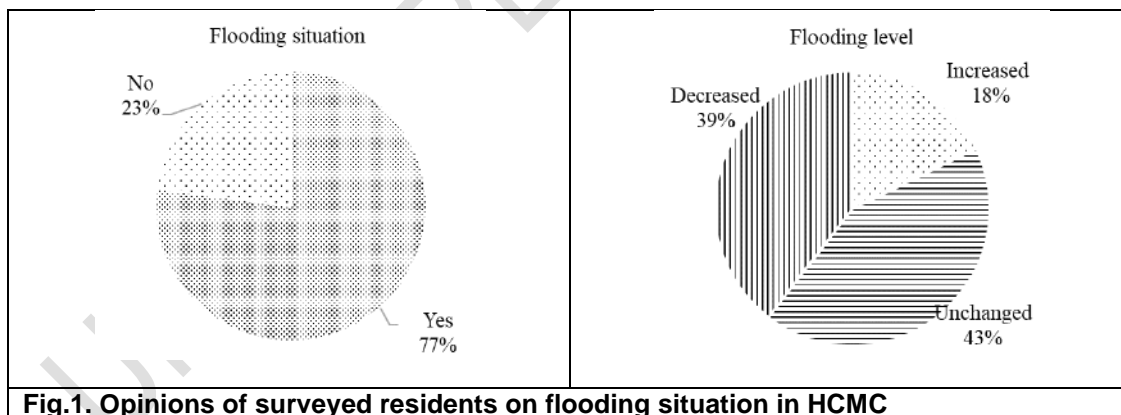 Flooding situation
No
23%
Yes
77%
Flooding level
Increased
18%
Decreased
39%
Unchanged
43%
Fig.1. Opinions of surveyed residents on flooding situation in HCMC